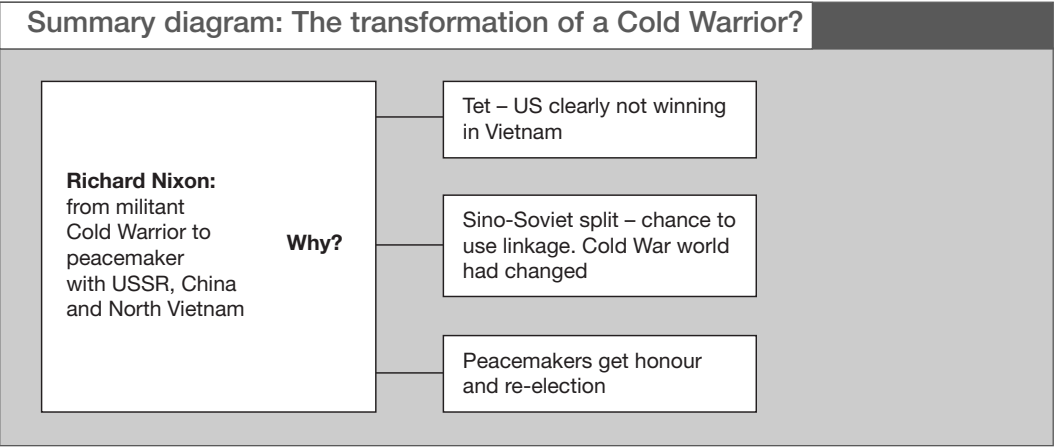 Summary diagram: The transformation of a Cold Warrior?
Richard Nixon:
from militant
Cold Warrior to
peacemaker
with USSR, China
and North Vietnam
Why?
Tet – US clearly not winning
in Vietnam
Sino-Soviet split – chance to
use linkage. Cold War world
had changed
Peacemakers get honour
and re-election